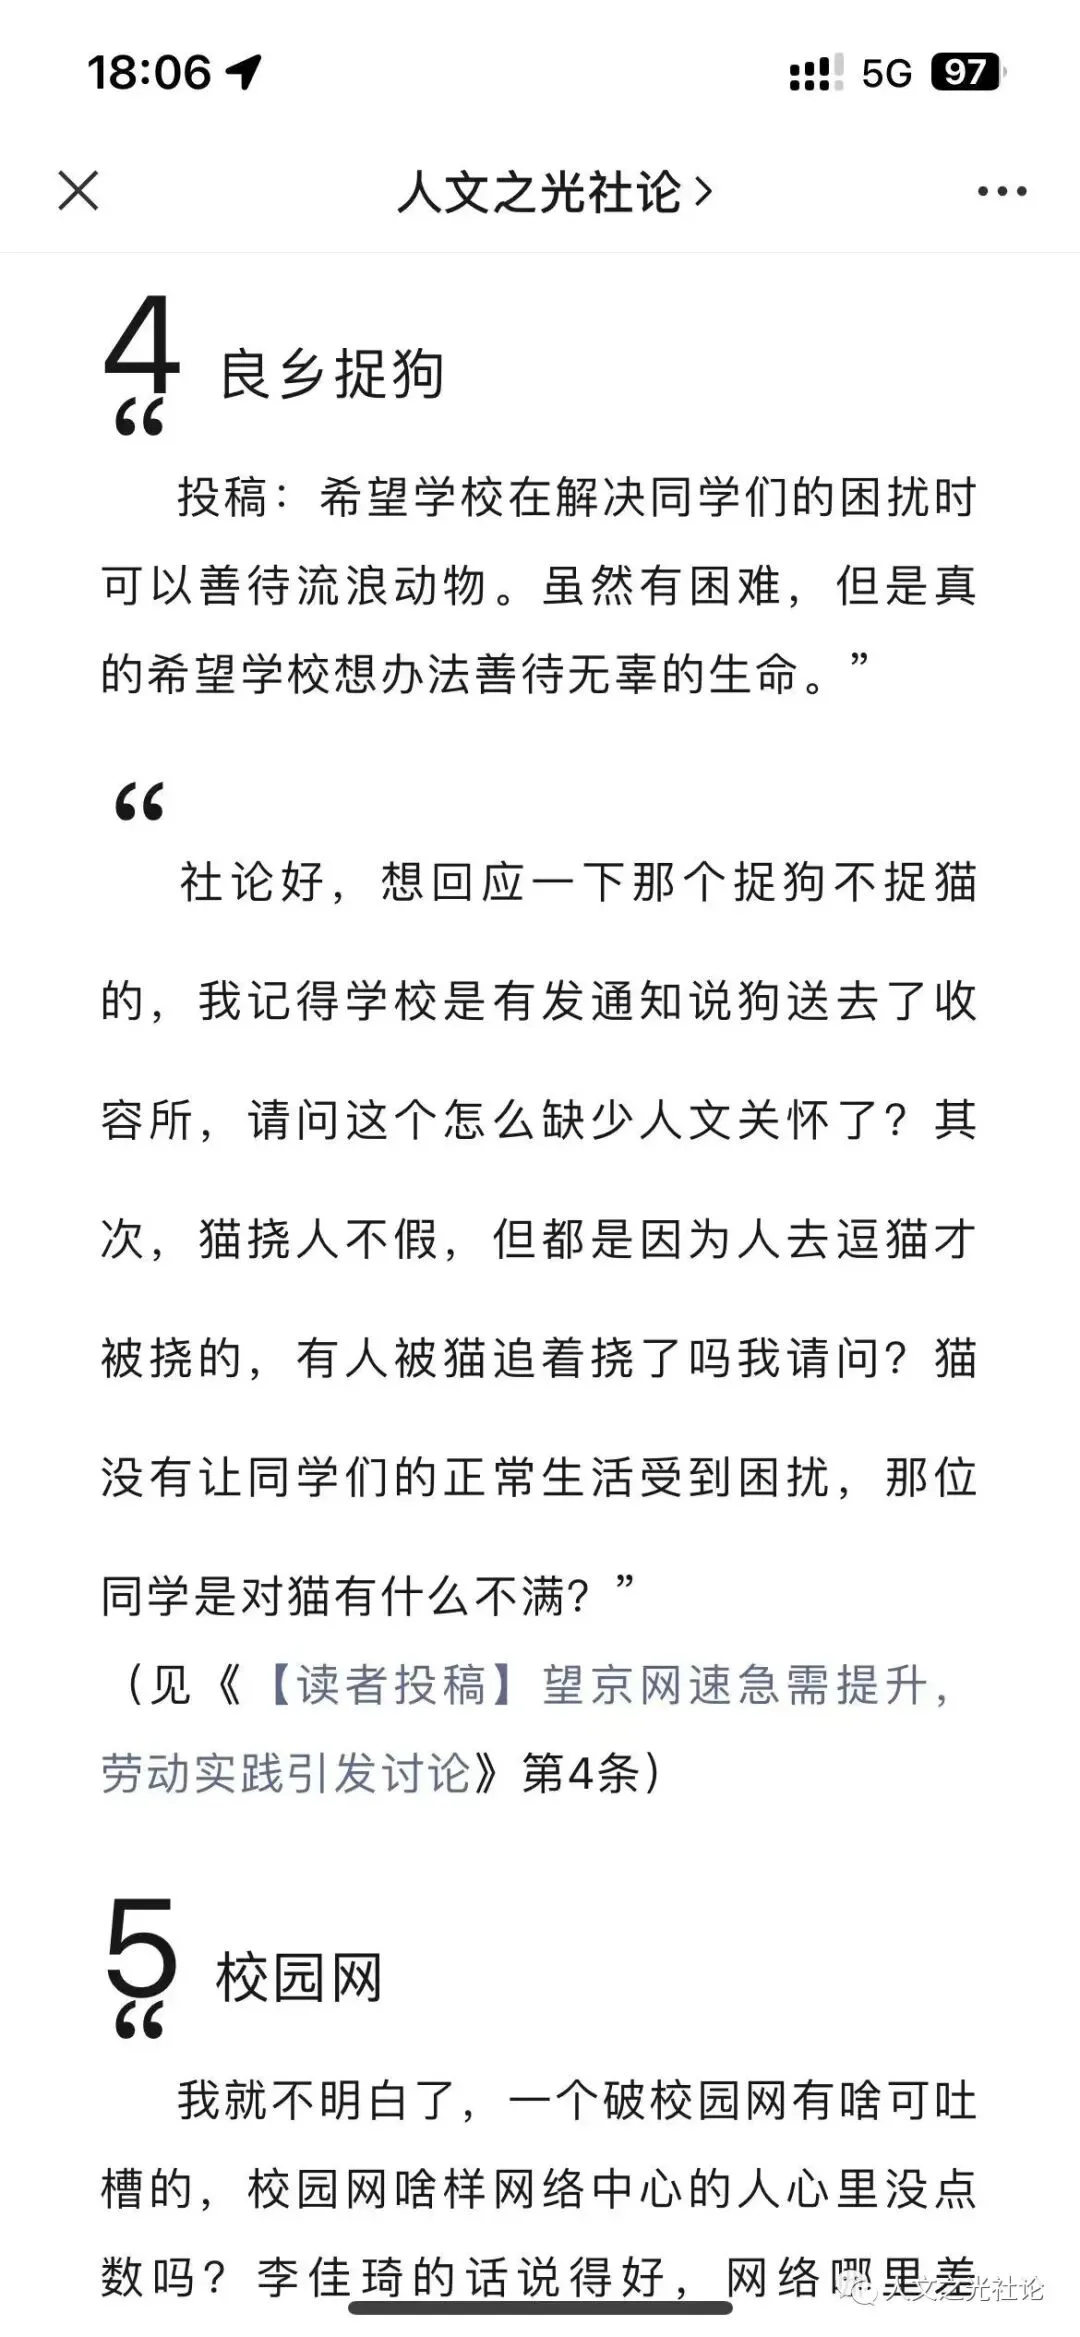 18:06
5G
97
人文之光社论
4
良乡捉狗
“
投稿：希望学校在解决同学们的困扰时
可以善待流浪动物。虽然有困难，但是真
的希望学校想办法善待无辜的生命。”
“
社论好，想回应一下那个捉狗不捉猫
的，我记得学校是有发通知说狗送去了收
容所，请问这个怎么缺少人文关怀了？其
次，猫挠人不假，但都是因为人去逗猫才
被挠的，有人被猫追着挠了吗我请问？猫
没有让同学们的正常生活受到困扰，那位
同学是对猫有什么不满？”
（见《【读者投稿】望京网速急需提升，
劳动实践引发讨论》第4条）
5
校园网
“
我就不明白了，一个破校园网有啥可吐
槽的，校园网啥样网络中心的人心里没点
数吗？李佳琦的话说得好，网络哪里差
人文之光社论